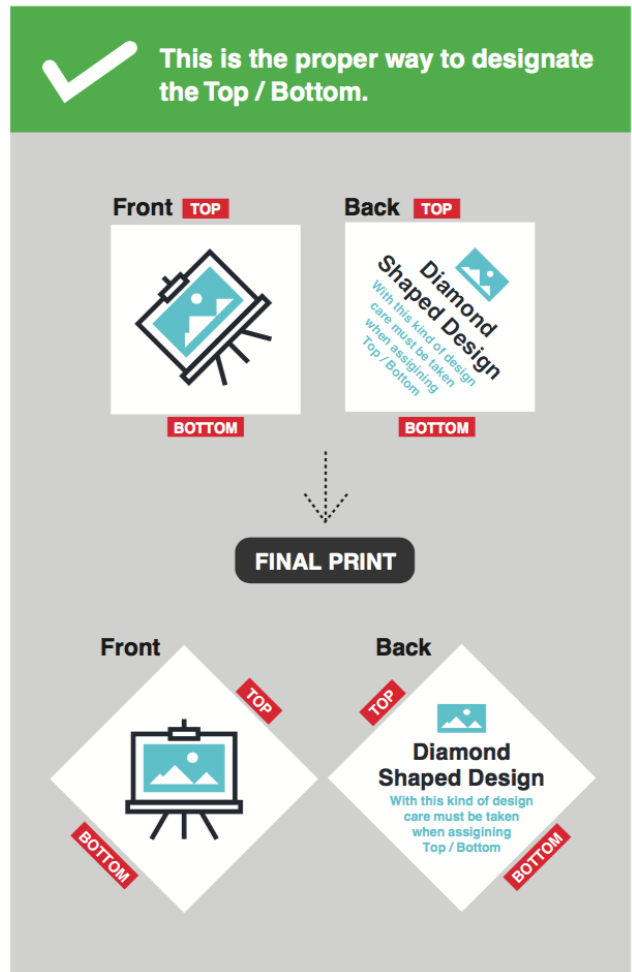 This is the proper way to designate
the Top / Bottom.
Front TOP
Back TOP
Diamond
Shaped Design
With this kind of design
care must be taken
when assigining
Top / Bottom
BOTTOM
BOTTOM
FINAL PRINT
Front
Back
TOP
TOP
Diamond
Shaped Design
With this kind of design
care must be taken
when assigining
Top / Bottom
BOTTOM
BOTTOM